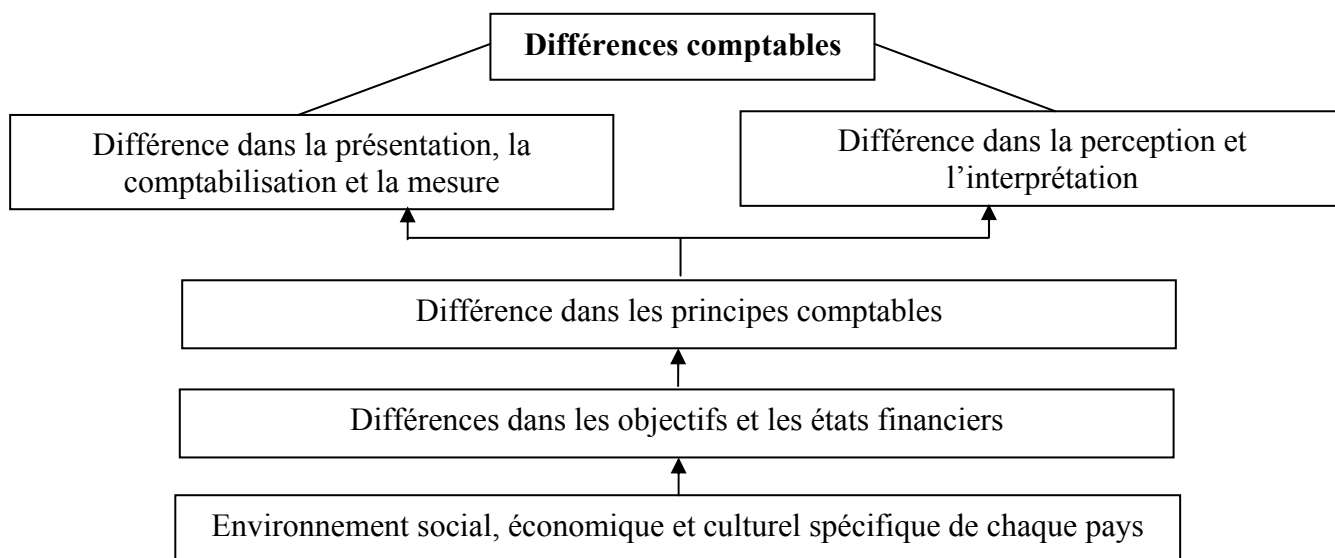 Différences comptables
Différence dans la présentation, la
comptabilisation et la mesure
Différence dans la perception et
l’interprétation
Différence dans les principes comptables
Différences dans les objectifs et les états financiers
Environnement social, économique et culturel spécifique de chaque pays